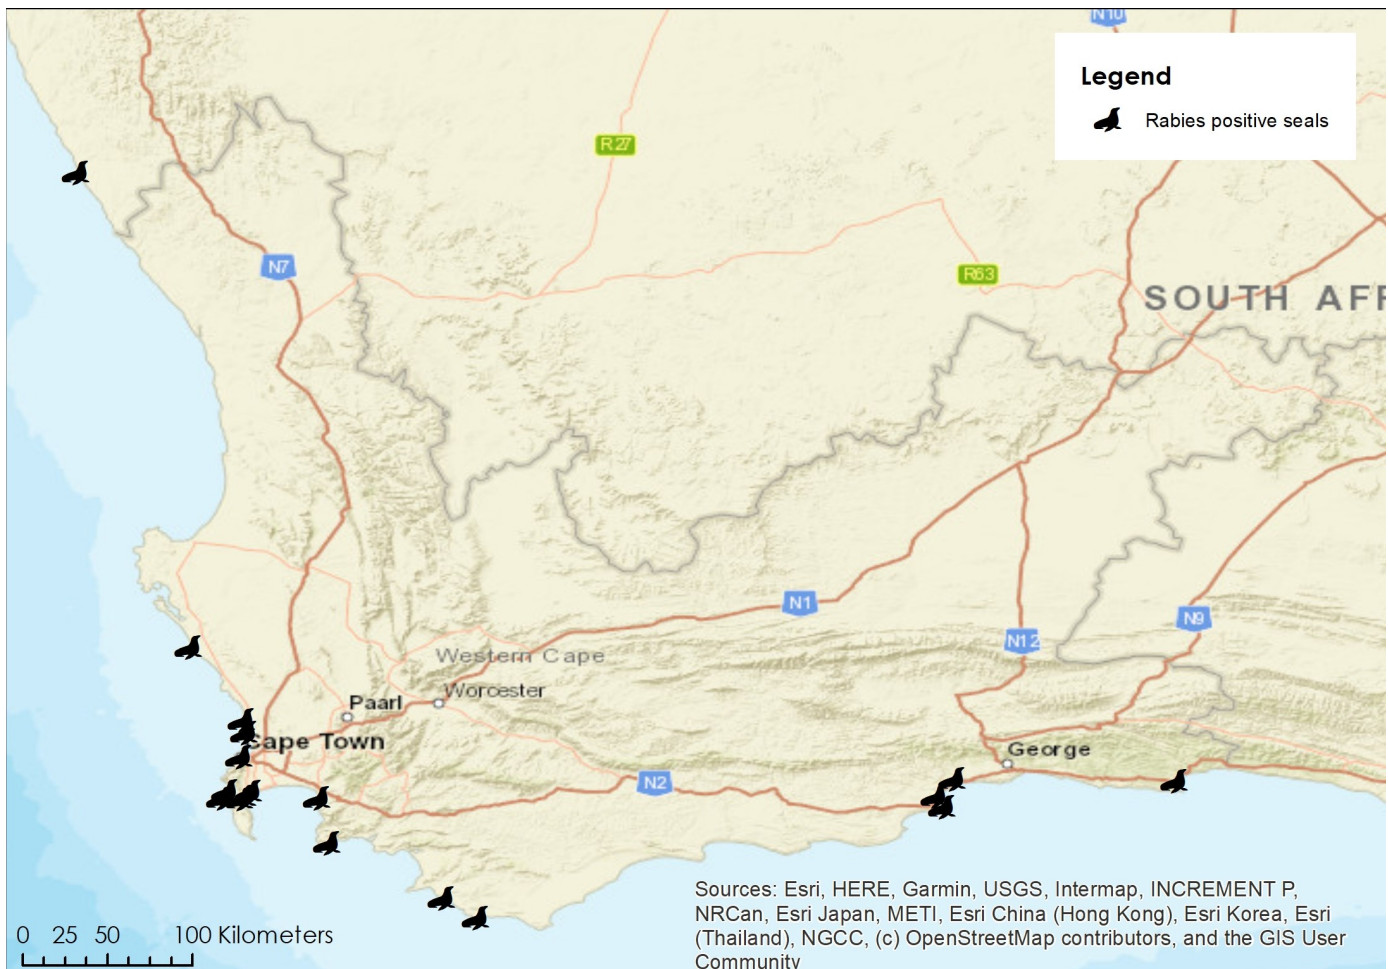 N10
Legend
Rabies positive seals
R27
N7
R63
SOUTH AFR
N1
N12
N9
Western Cape
Worcester
Paarl
Cape Town
George
N2
Sources: Esri, HERE, Garmin, USGS, Intermap, INCREMENT P,
NRCan, Esri Japan, METI, Esri China (Hong Kong), Esri Korea, Esri
(Thailand), NGCC, (c) OpenStreetMap contributors, and the GIS User
Community
0 25 50 100 Kilometers